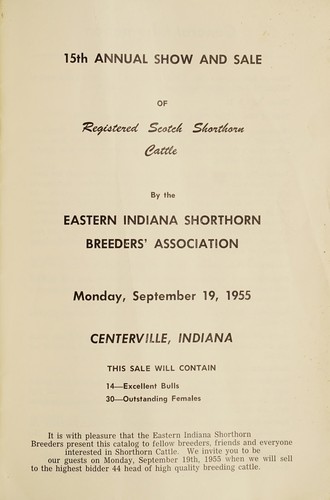 15th ANNUAL SHOW AND SALE
OF
Registered Scotch Shorthorn
Cattle
By the
EASTERN INDIANA SHORTHORN
BREEDERS' ASSOCIATION
Monday, September 19, 1955
CENTERVILLE, INDIANA
THIS SALE WILL CONTAIN
14—Excellent Bulls
30—Outstanding Females
It is with pleasure that the Eastern Indiana Shorthorn
Breeders present this catalog to fellow breeders, friends and everyone
interested in Shorthorn Cattle. We invite you to be
our guests on Monday, September 19th, 1955 when we will sell
to the highest bidder 44 head of high quality breeding cattle.